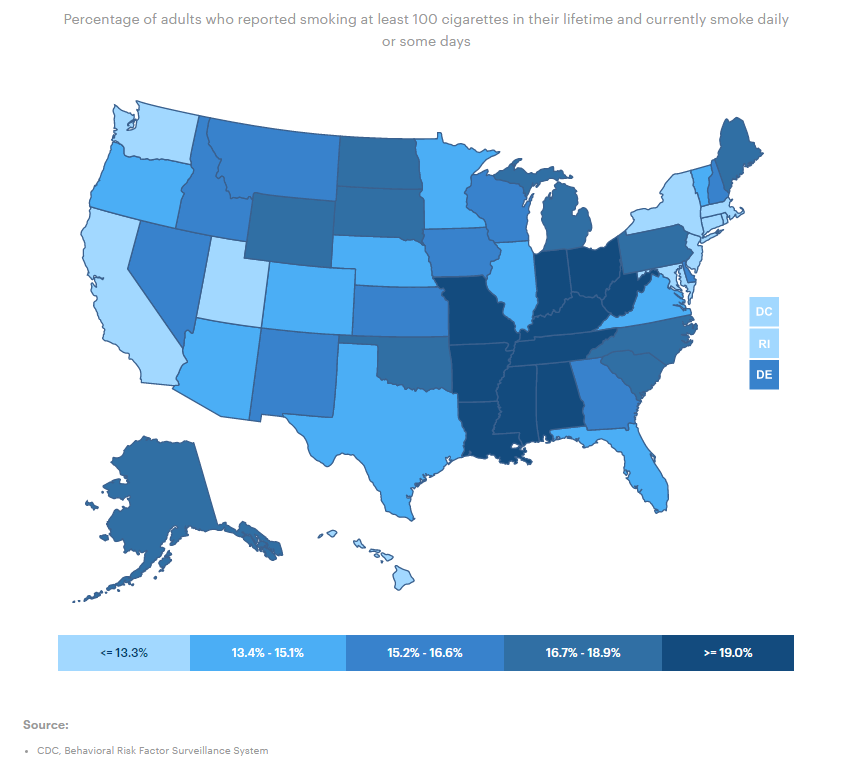 Percentage of adults who reported smoking at least 100 cigarettes in their lifetime and currently smoke daily
or some days
DC
RI
DE
<= 13.3%
13.4% - 15.1%
15.2% - 16.6%
16.7% - 18.9%
>= 19.0%
Source:
• CDC, Behavioral Risk Factor Surveillance System